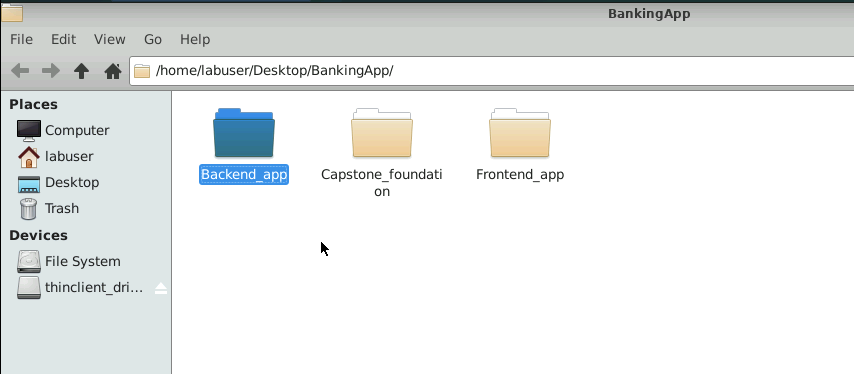 BankingApp
File Edit View Go Help
/home/labuser/Desktop/BankingApp/
Places
Computer
labuser
Desktop
Trash
Devices
File System
thinclient_dri...
Backend_app
Capstone_foundati
on
Frontend_app